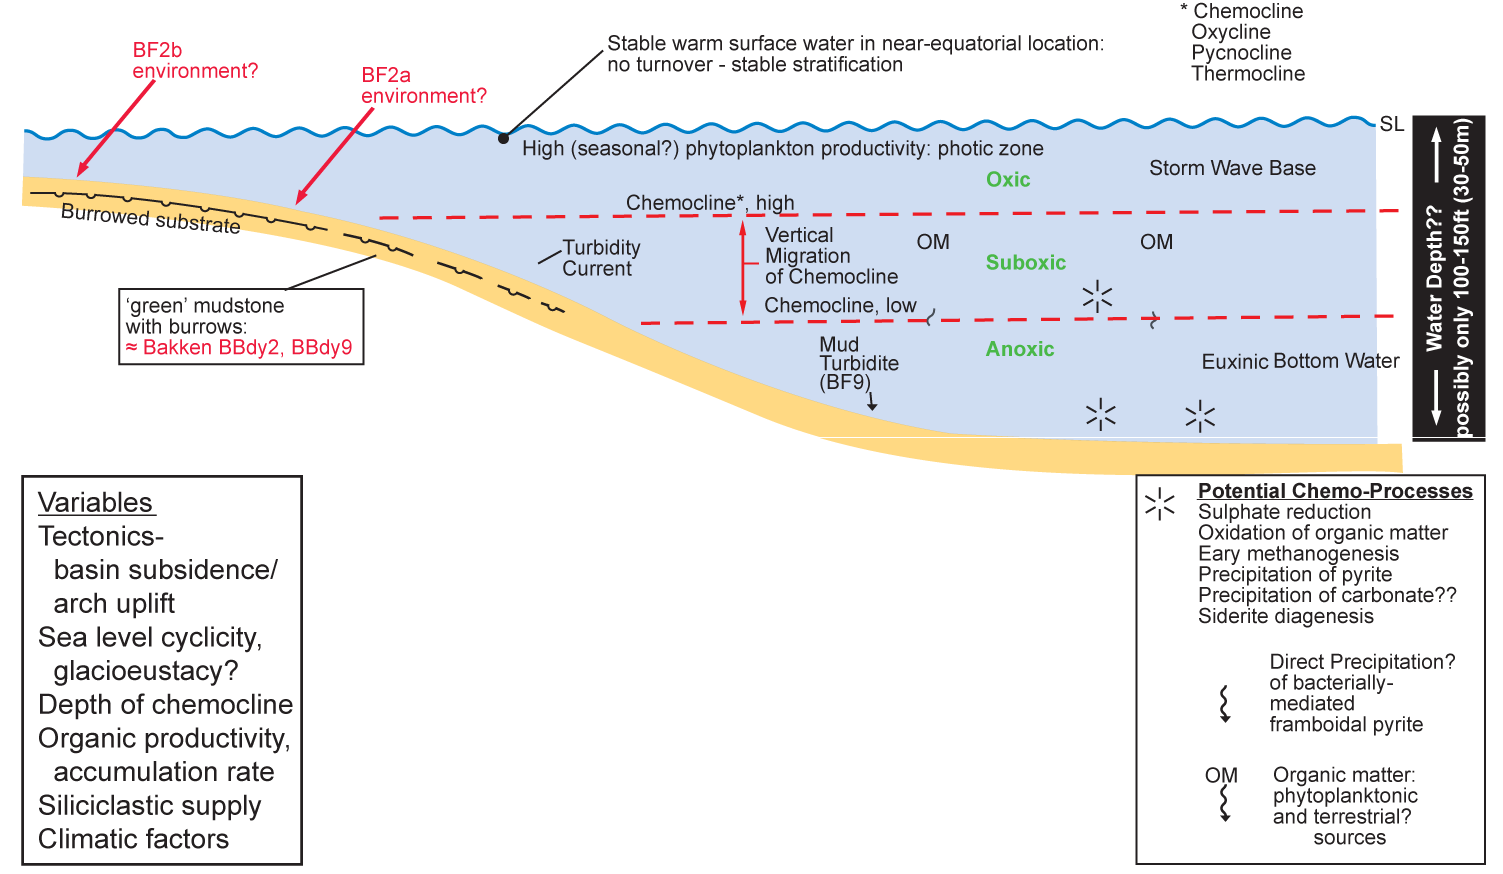 * Chemocline
Oxycline
Pycnocline
Thermocline
BF2b
environment?
BF2a
environment?
Stable warm surface water in near-equatorial location:
no turnover - stable stratification
SL
High (seasonal?) phytoplankton productivity: photic zone
Storm Wave Base
Oxic
Chemocline*, high
Burrowed substrate
Turbidity
Current
Vertical
Migration
of Chemocline
OM
OM
Suboxic
Chemocline, low
'green' mudstone
with burrows:
≈ Bakken BBdy2, BBdy9
Mud
Turbidite
(BF9)
Anoxic
Euxinic Bottom Water
Water Depth??
possibly only 100-150ft (30-50m)
Variables
Tectonics-
basin subsidence/
arch uplift
Sea level cyclicity,
glacioeustacy?
Depth of chemocline
Organic productivity,
accumulation rate
Siliciclastic supply
Climatic factors
Potential Chemo-Processes
Sulphate reduction
Oxidation of organic matter
Eary methanogenesis
Precipitation of pyrite
Precipitation of carbonate??
Siderite diagenesis
Direct Precipitation?
of bacterially-
mediated
framboidal pyrite
OM Organic matter:
phytoplanktonic
and terrestrial?
sources